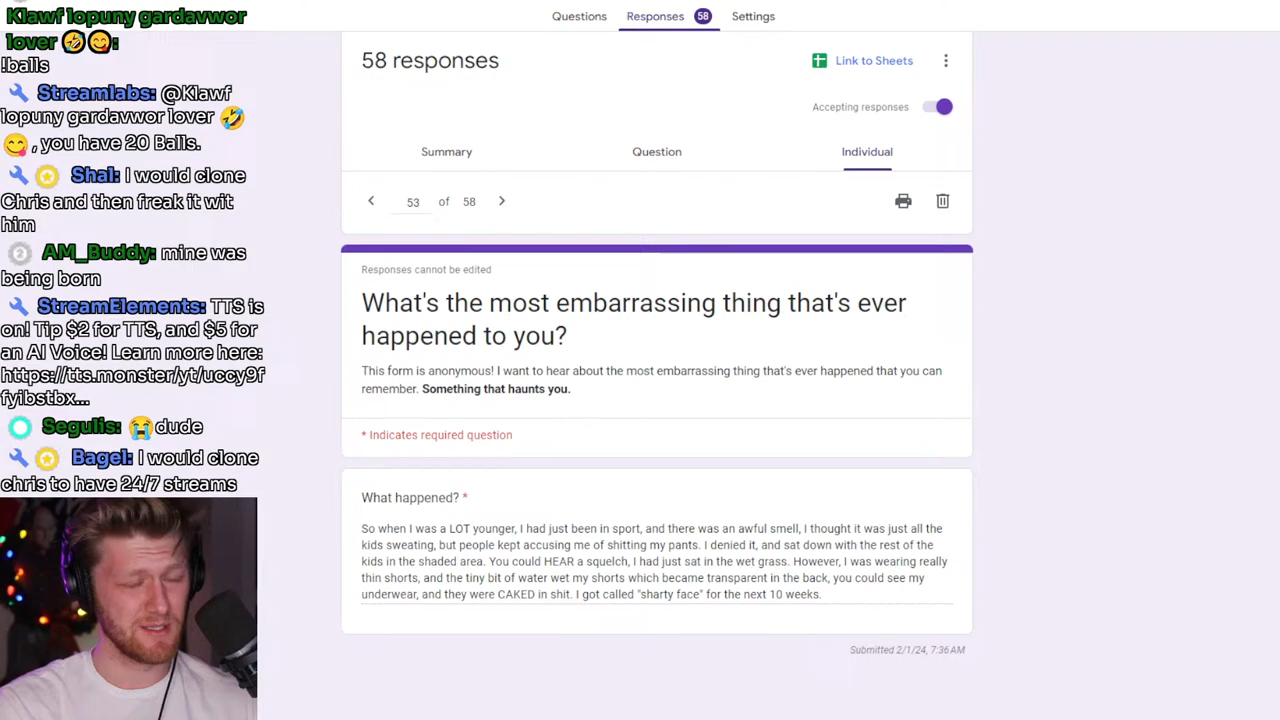 Klawf lopuny gardavwor
lover 🤣😋:
!balls
Streamlabs: @Klawf
lopuny gardavwor lover 🤣
😋, you have 20 Balls.
Shal: I would clone
Chris and then freak it wit
him
AM_Buddy: mine was
being born
StreamElements: TTS is
on! Tip $2 for TTS, and $5 for
an AI Voice! Learn more here:
https://tts.monster/yt/uccy9f
fyibstbx...
Segulis: 😭dude
Bagel: I would clone
chris to have 24/7 streams
Questions Responses 58 Settings
58 responses
Link to Sheets
Accepting responses
Summary Question Individual
53 of 58
Responses cannot be edited
What's the most embarrassing thing that's ever
happened to you?
This form is anonymous! I want to hear about the most embarrassing thing that's ever happened that you can
remember. Something that haunts you.
* Indicates required question
What happened? *
So when I was a LOT younger, I had just been in sport, and there was an awful smell, I thought it was just all the
kids sweating, but people kept accusing me of shitting my pants. I denied it, and sat down with the rest of the
kids in the shaded area. You could HEAR a squelch, I had just sat in the wet grass. However, I was wearing really
thin shorts, and the tiny bit of water wet my shorts which became transparent in the back, you could see my
underwear, and they were CAKED in shit. I got called "sharty face" for the next 10 weeks.
Submitted 2/1/24, 7:36 AM